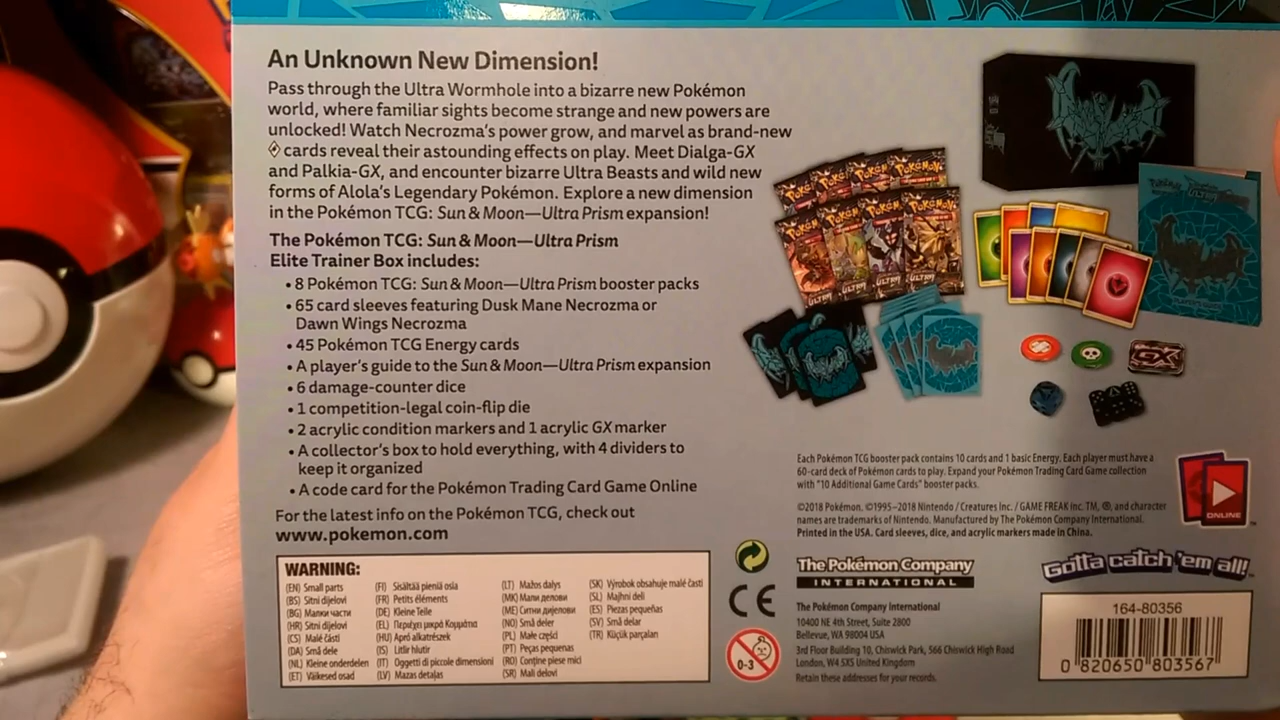 An Unknown New Dimension!
Pass through the Ultra Wormhole into a bizarre new Pokémon
world, where familiar sights become strange and new powers are
unlocked! Watch Necrozma's power grow, and marvel as brand-new
cards reveal their astounding effects on play. Meet Dialga-GX
and Palkia-GX, and encounter bizarre Ultra Beasts and wild new
forms of Alola's Legendary Pokémon. Explore a new dimension
in the Pokémon TCG: Sun & Moon—Ultra Prism expansion!
The Pokémon TCG: Sun & Moon—Ultra Prism
Elite Trainer Box includes:
• 8 Pokémon TCG: Sun & Moon—Ultra Prism booster packs
• 65 card sleeves featuring Dusk Mane Necrozma or
Dawn Wings Necrozma
• 45 Pokémon TCG Energy cards
• A player's guide to the Sun & Moon—Ultra Prism expansion
• 6 damage-counter dice
• 1 competition-legal coin-flip die
• 2 acrylic condition markers and 1 acrylic GX marker
• A collector's box to hold everything, with 4 dividers to
keep it organized
• A code card for the Pokémon Trading Card Game Online
For the latest info on the Pokémon TCG, check out
www.pokemon.com
WARNING:
(EN) Small parts
(BS) Sitni dijelovi
(BG) Малки части
(HR) Sitni dijelovi
(CS) Malé části
(DA) Små dele
(NL) Kleine onderdelen
(ET) Väikesed osad
(FI) Sisältää pieniä osia
(FR) Petits éléments
(DE) Kleine Teile
(EL) Περιέχει μικρά Κομμάτια
(HU) Apró alkatrészek
(IS) Litlir hlutir
(IT) Oggetti di piccole dimensioni
(LV) Mazas detaļas
(LT) Mažos dalys
(MK) Мали делови
(ME) Ситни дијелови
(NO) Små deler
(PL) Małe części
(PT) Peças pequenas
(RO) Conține piese mici
(SR) Mali delovi
(SK) Výrobok obsahuje malé časti
(SL) Majhni deli
(ES) Piezas pequeñas
(SV) Små delar
(TR) Küçük parçaları
POKÉMON
ULTRA
GX
Each Pokémon TCG booster pack contains 10 cards and 1 basic Energy. Each player must have a
60-card deck of Pokémon cards to play. Expand your Pokémon Trading Card Game collection
with "10 Additional Game Cards" booster packs.
©2018 Pokémon. ©1995–2018 Nintendo / Creatures Inc. / GAME FREAK inc. TM, ®, and character
names are trademarks of Nintendo. Manufactured by The Pokémon Company International.
Printed in the USA. Card sleeves, dice, and acrylic markers made in China.
ONLINE
CE
0-3
The Pokémon Company
INTERNATIONAL
The Pokémon Company International
10400 NE 4th Street, Suite 2800
Bellevue, WA 98004 USA
3rd Floor Building 10, Chiswick Park, 566 Chiswick High Road
London, W4 5XS United Kingdom
Retain these addresses for your records.
Gotta catch 'em all!
164-80356
0 820650 803567